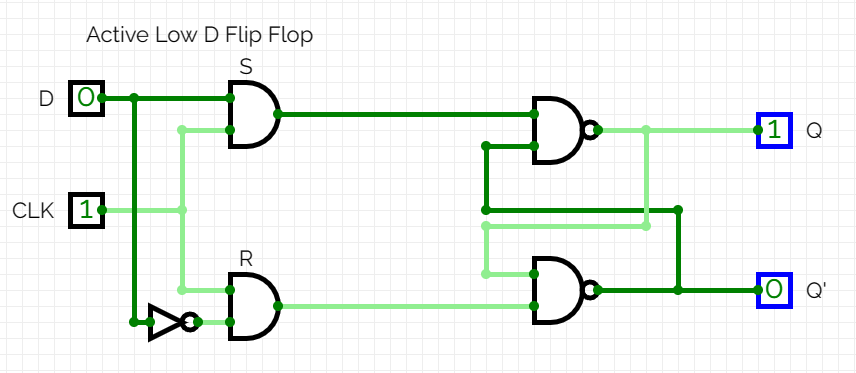 Active Low D Flip Flop
S
D 0
1 Q
CLK 1
R
0 Q'